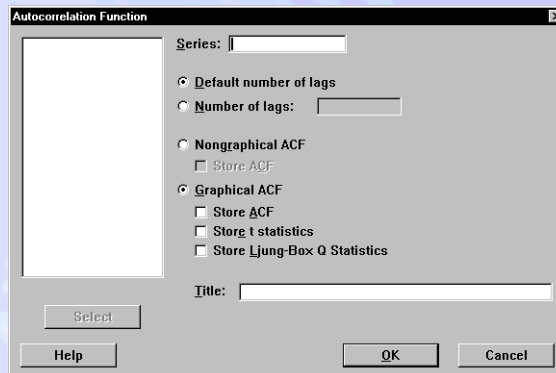 Autocorrelation Function
Series:
Default number of lags
Number of lags:
Nongraphical ACF
Store ACF
Graphical ACF
Store ACF
Store t statistics
Store Ljung-Box Q Statistics
Title:
Select
Help
OK
Cancel